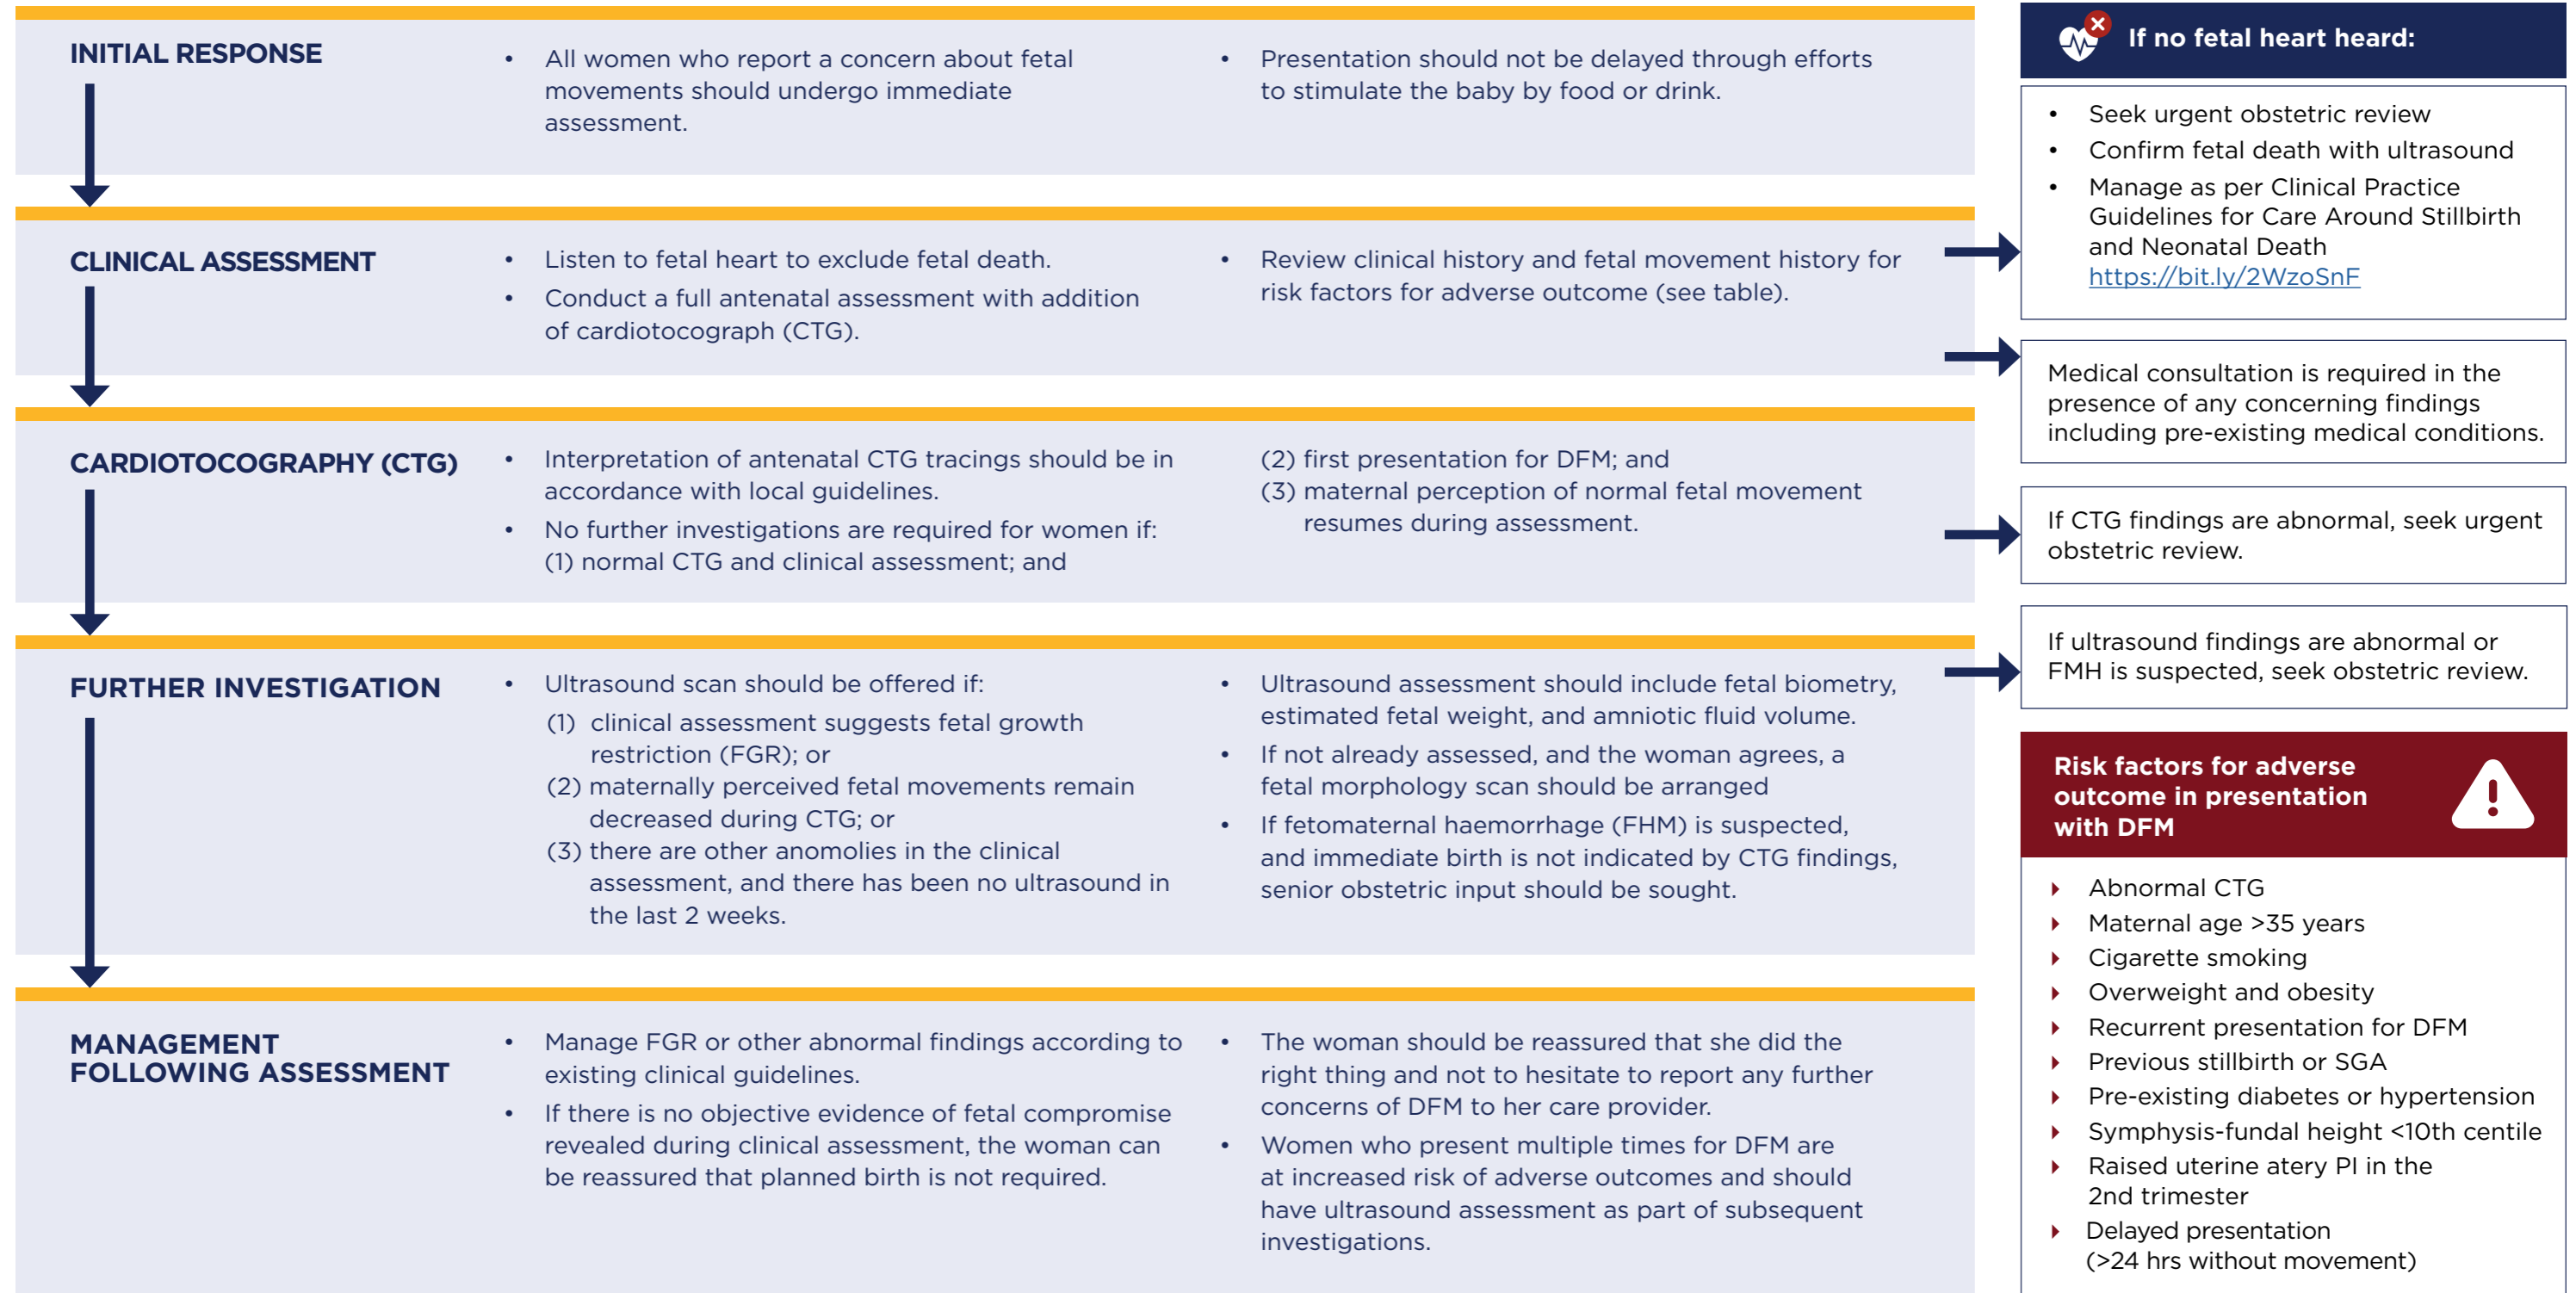 INITIAL RESPONSE
• All women who report a concern about fetal
movements should undergo immediate
assessment.
• Presentation should not be delayed through efforts
to stimulate the baby by food or drink.
CLINICAL ASSESSMENT
• Listen to fetal heart to exclude fetal death.
• Conduct a full antenatal assessment with addition
of cardiotocograph (CTG).
• Review clinical history and fetal movement history for
risk factors for adverse outcome (see table).
CARDIOTOCOGRAPHY (CTG)
• Interpretation of antenatal CTG tracings should be in
accordance with local guidelines.
• No further investigations are required for women if:
(1) normal CTG and clinical assessment; and
(2) first presentation for DFM; and
(3) maternal perception of normal fetal movement
resumes during assessment.
FURTHER INVESTIGATION
• Ultrasound scan should be offered if:
(1) clinical assessment suggests fetal growth
restriction (FGR); or
(2) maternally perceived fetal movements remain
decreased during CTG; or
(3) there are other anomolies in the clinical
assessment, and there has been no ultrasound in
the last 2 weeks.
• Ultrasound assessment should include fetal biometry,
estimated fetal weight, and amniotic fluid volume.
• If not already assessed, and the woman agrees, a
fetal morphology scan should be arranged
• If fetomaternal haemorrhage (FHM) is suspected,
and immediate birth is not indicated by CTG findings,
senior obstetric input should be sought.
MANAGEMENT
FOLLOWING ASSESSMENT
• Manage FGR or other abnormal findings according to
existing clinical guidelines.
• If there is no objective evidence of fetal compromise
revealed during clinical assessment, the woman can
be reassured that planned birth is not required.
• The woman should be reassured that she did the
right thing and not to hesitate to report any further
concerns of DFM to her care provider.
• Women who present multiple times for DFM are
at increased risk of adverse outcomes and should
have ultrasound assessment as part of subsequent
investigations.
If no fetal heart heard:
• Seek urgent obstetric review
• Confirm fetal death with ultrasound
• Manage as per Clinical Practice
Guidelines for Care Around Stillbirth
and Neonatal Death
https://bit.ly/2WzoSnF
Medical consultation is required in the
presence of any concerning findings
including pre-existing medical conditions.
If CTG findings are abnormal, seek urgent
obstetric review.
If ultrasound findings are abnormal or
FMH is suspected, seek obstetric review.
Risk factors for adverse
outcome in presentation
with DFM
Abnormal CTG
Maternal age >35 years
Cigarette smoking
Overweight and obesity
Recurrent presentation for DFM
Previous stillbirth or SGA
Pre-existing diabetes or hypertension
Symphysis-fundal height <10th centile
Raised uterine atery PI in the
2nd trimester
Delayed presentation
(>24 hrs without movement)